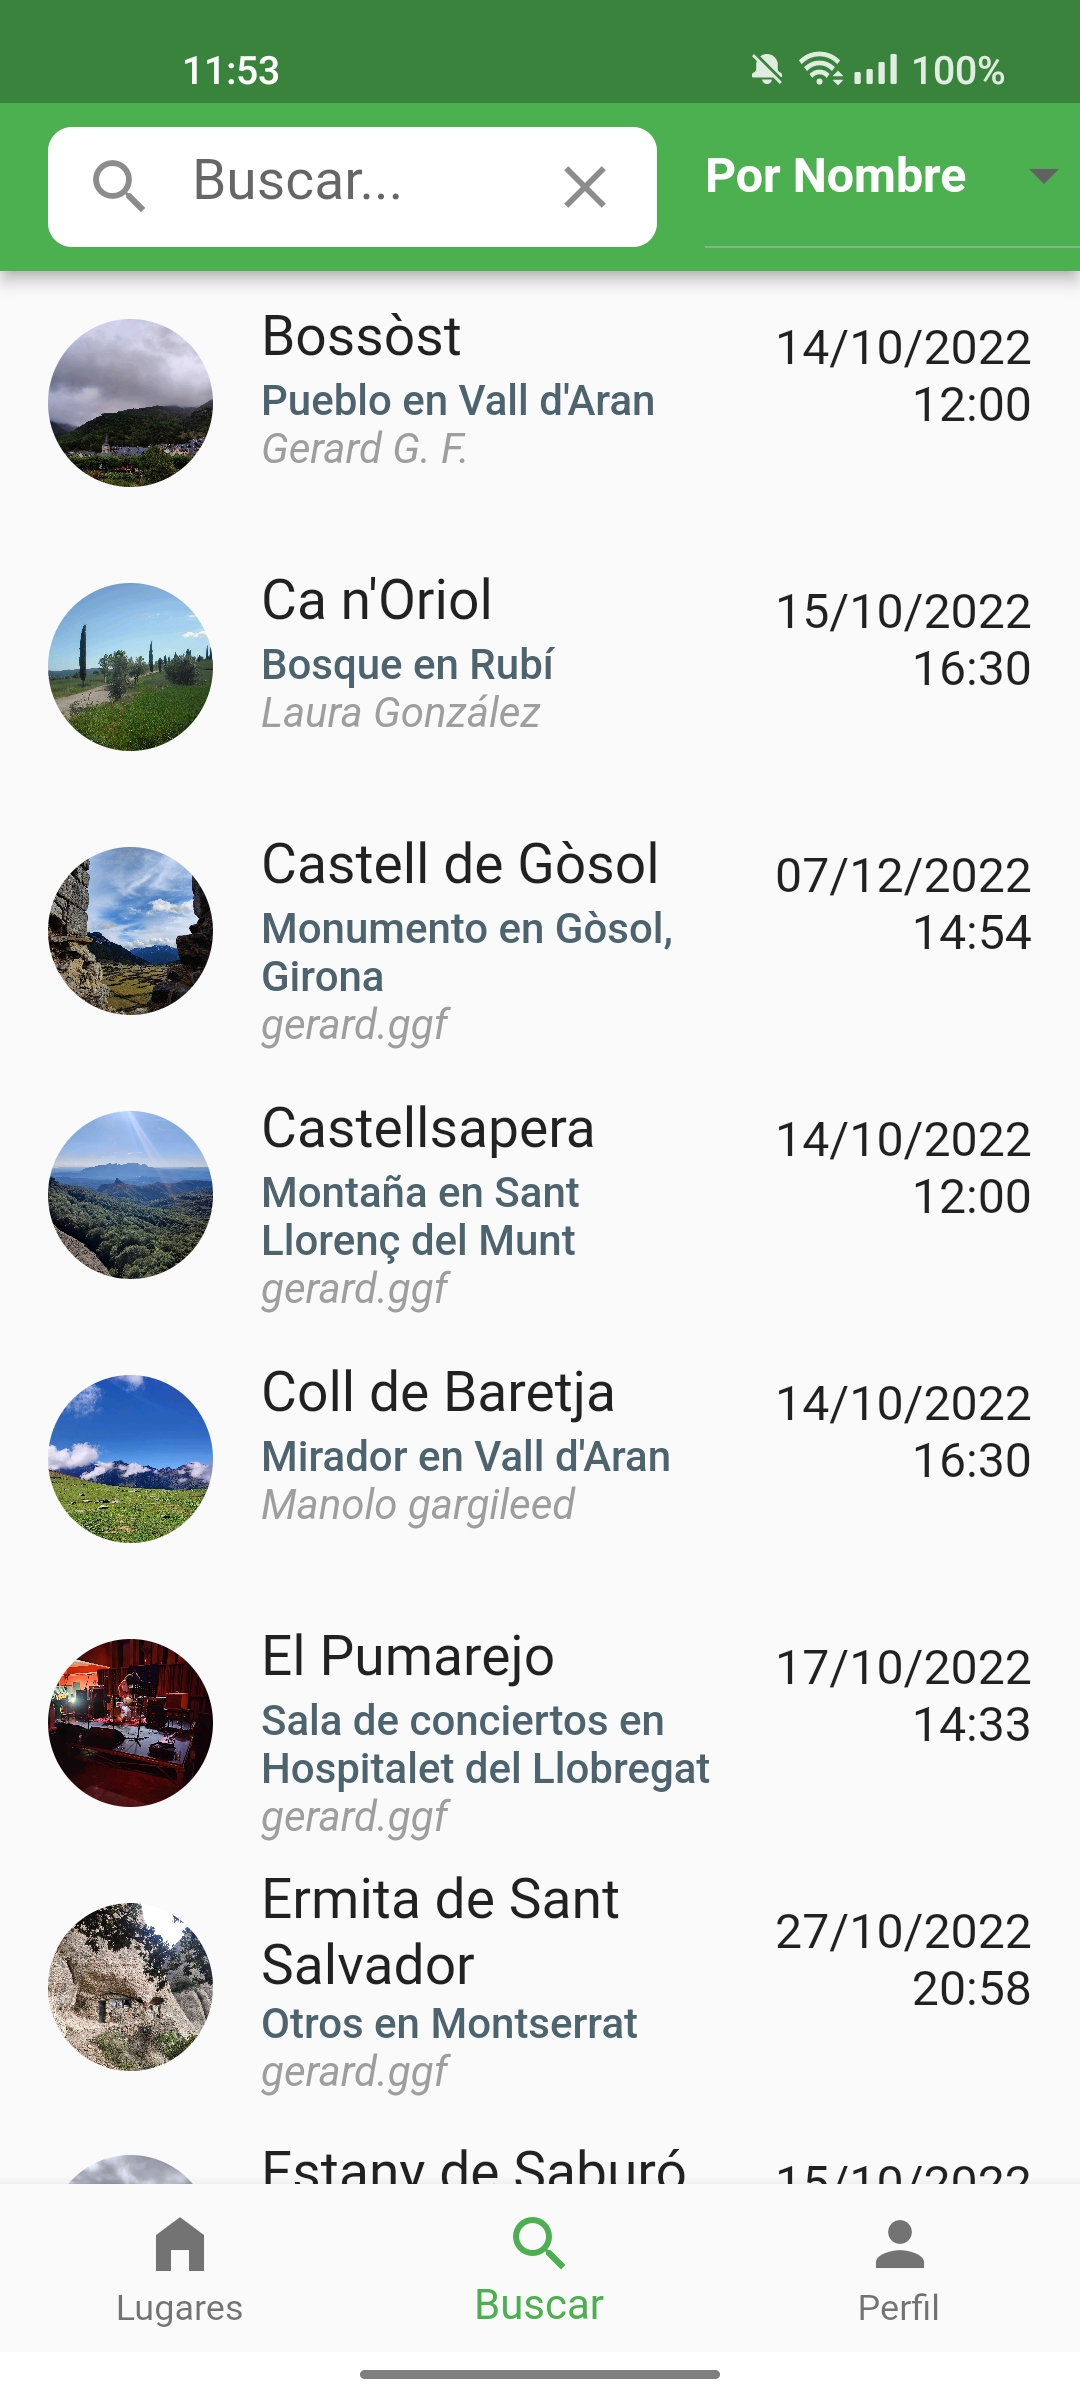 11:53
100%
Buscar...
Por Nombre
Bossòst
14/10/2022
Pueblo en Vall d'Aran
12:00
Gerard G. F.
Ca n'Oriol
15/10/2022
Bosque en Rubí
16:30
Laura González
Castell de Gòsol
07/12/2022
Monumento en Gòsol,
14:54
Girona
gerard.ggf
Castellsapera
14/10/2022
Montaña en Sant
12:00
Llorenç del Munt
gerard.ggf
Coll de Baretja
14/10/2022
Mirador en Vall d'Aran
16:30
Manolo gargileed
El Pumarejo
17/10/2022
Sala de conciertos en
14:33
Hospitalet del Llobregat
gerard.ggf
Ermita de Sant
27/10/2022
Salvador
20:58
Otros en Montserrat
gerard.ggf
Estany de Saburó
15/10/2022
Lugares
Buscar
Perfil